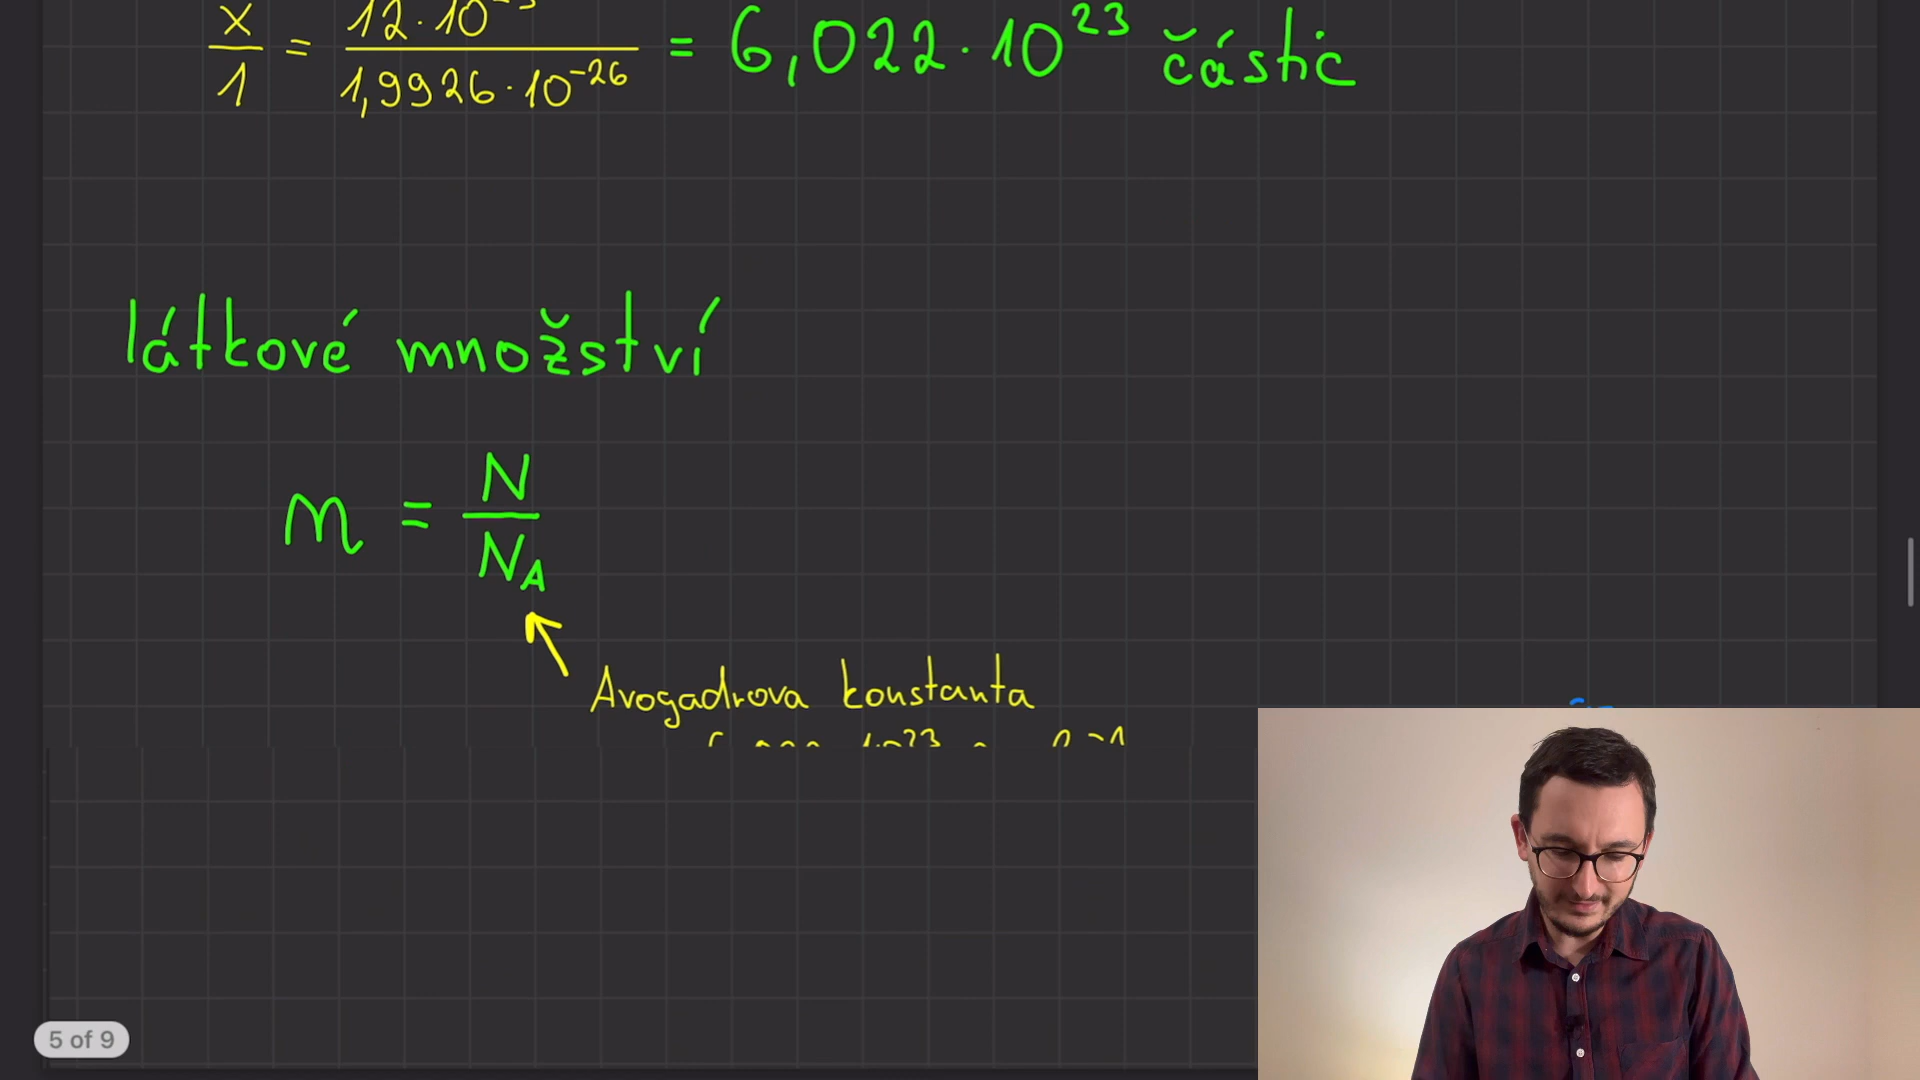 x/1 = 12·10⁻³/1,9926·10⁻²⁶ = 6,022·10²³ částic
látkové množství
n = N/N_A
Avogadrova konstanta
5 of 9